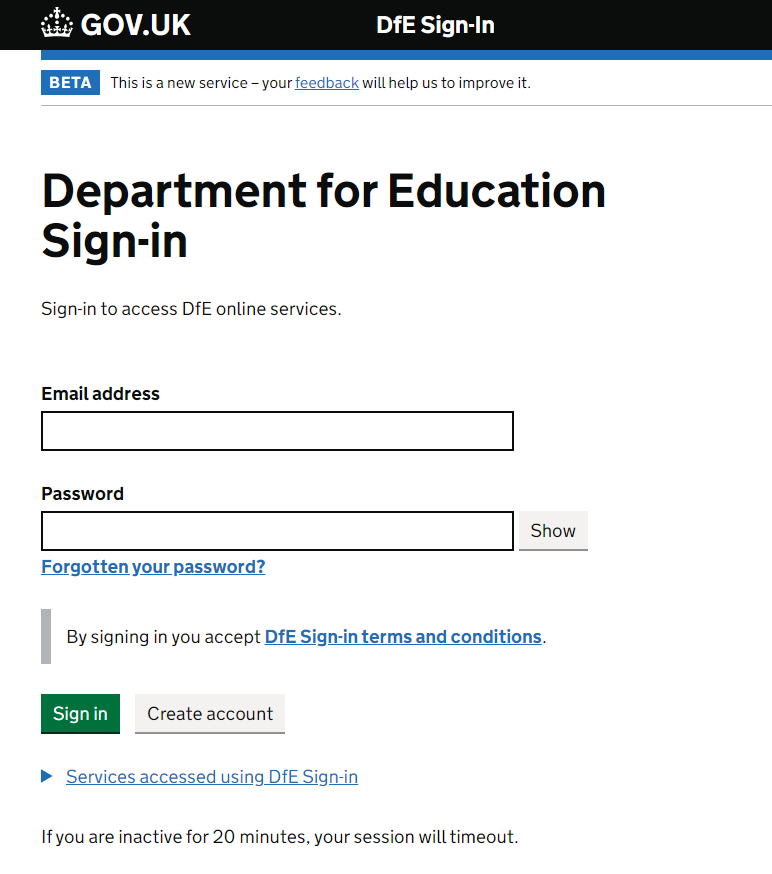 GOV.UK
DfE Sign-In
BETA This is a new service – your feedback will help us to improve it.
Department for Education
Sign-in
Sign-in to access DfE online services.
Email address
Password
Show
Forgotten your password?
By signing in you accept DfE Sign-in terms and conditions.
Sign in
Create account
Services accessed using DfE Sign-in
If you are inactive for 20 minutes, your session will timeout.